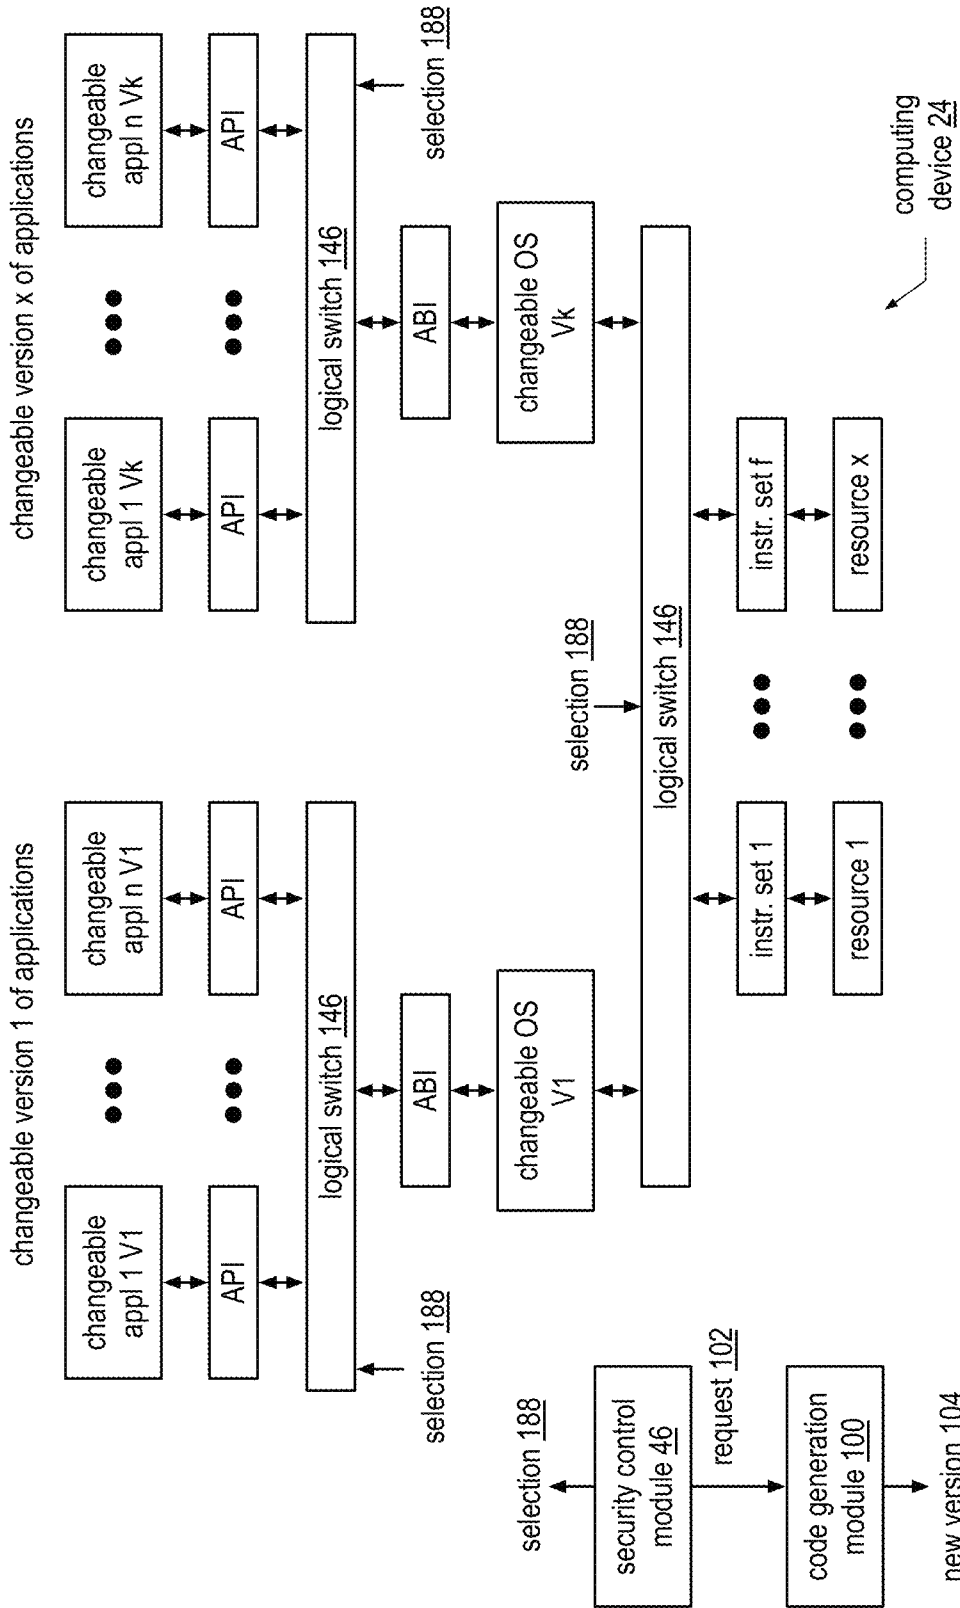 changeable version 1 of applications
changeable version x of applications
changeable
appl 1 V1
changeable
appl n V1
changeable
appl 1 Vk
changeable
appl n Vk
API
API
API
API
logical switch 146
logical switch 146
selection 188
selection 188
ABI
ABI
selection 188
changeable OS
V1
selection 188
changeable OS
Vk
security control
module 46
logical switch 146
request 102
instr. set 1
instr. set f
code generation
module 100
resource 1
resource x
computing
device 24
new version 104